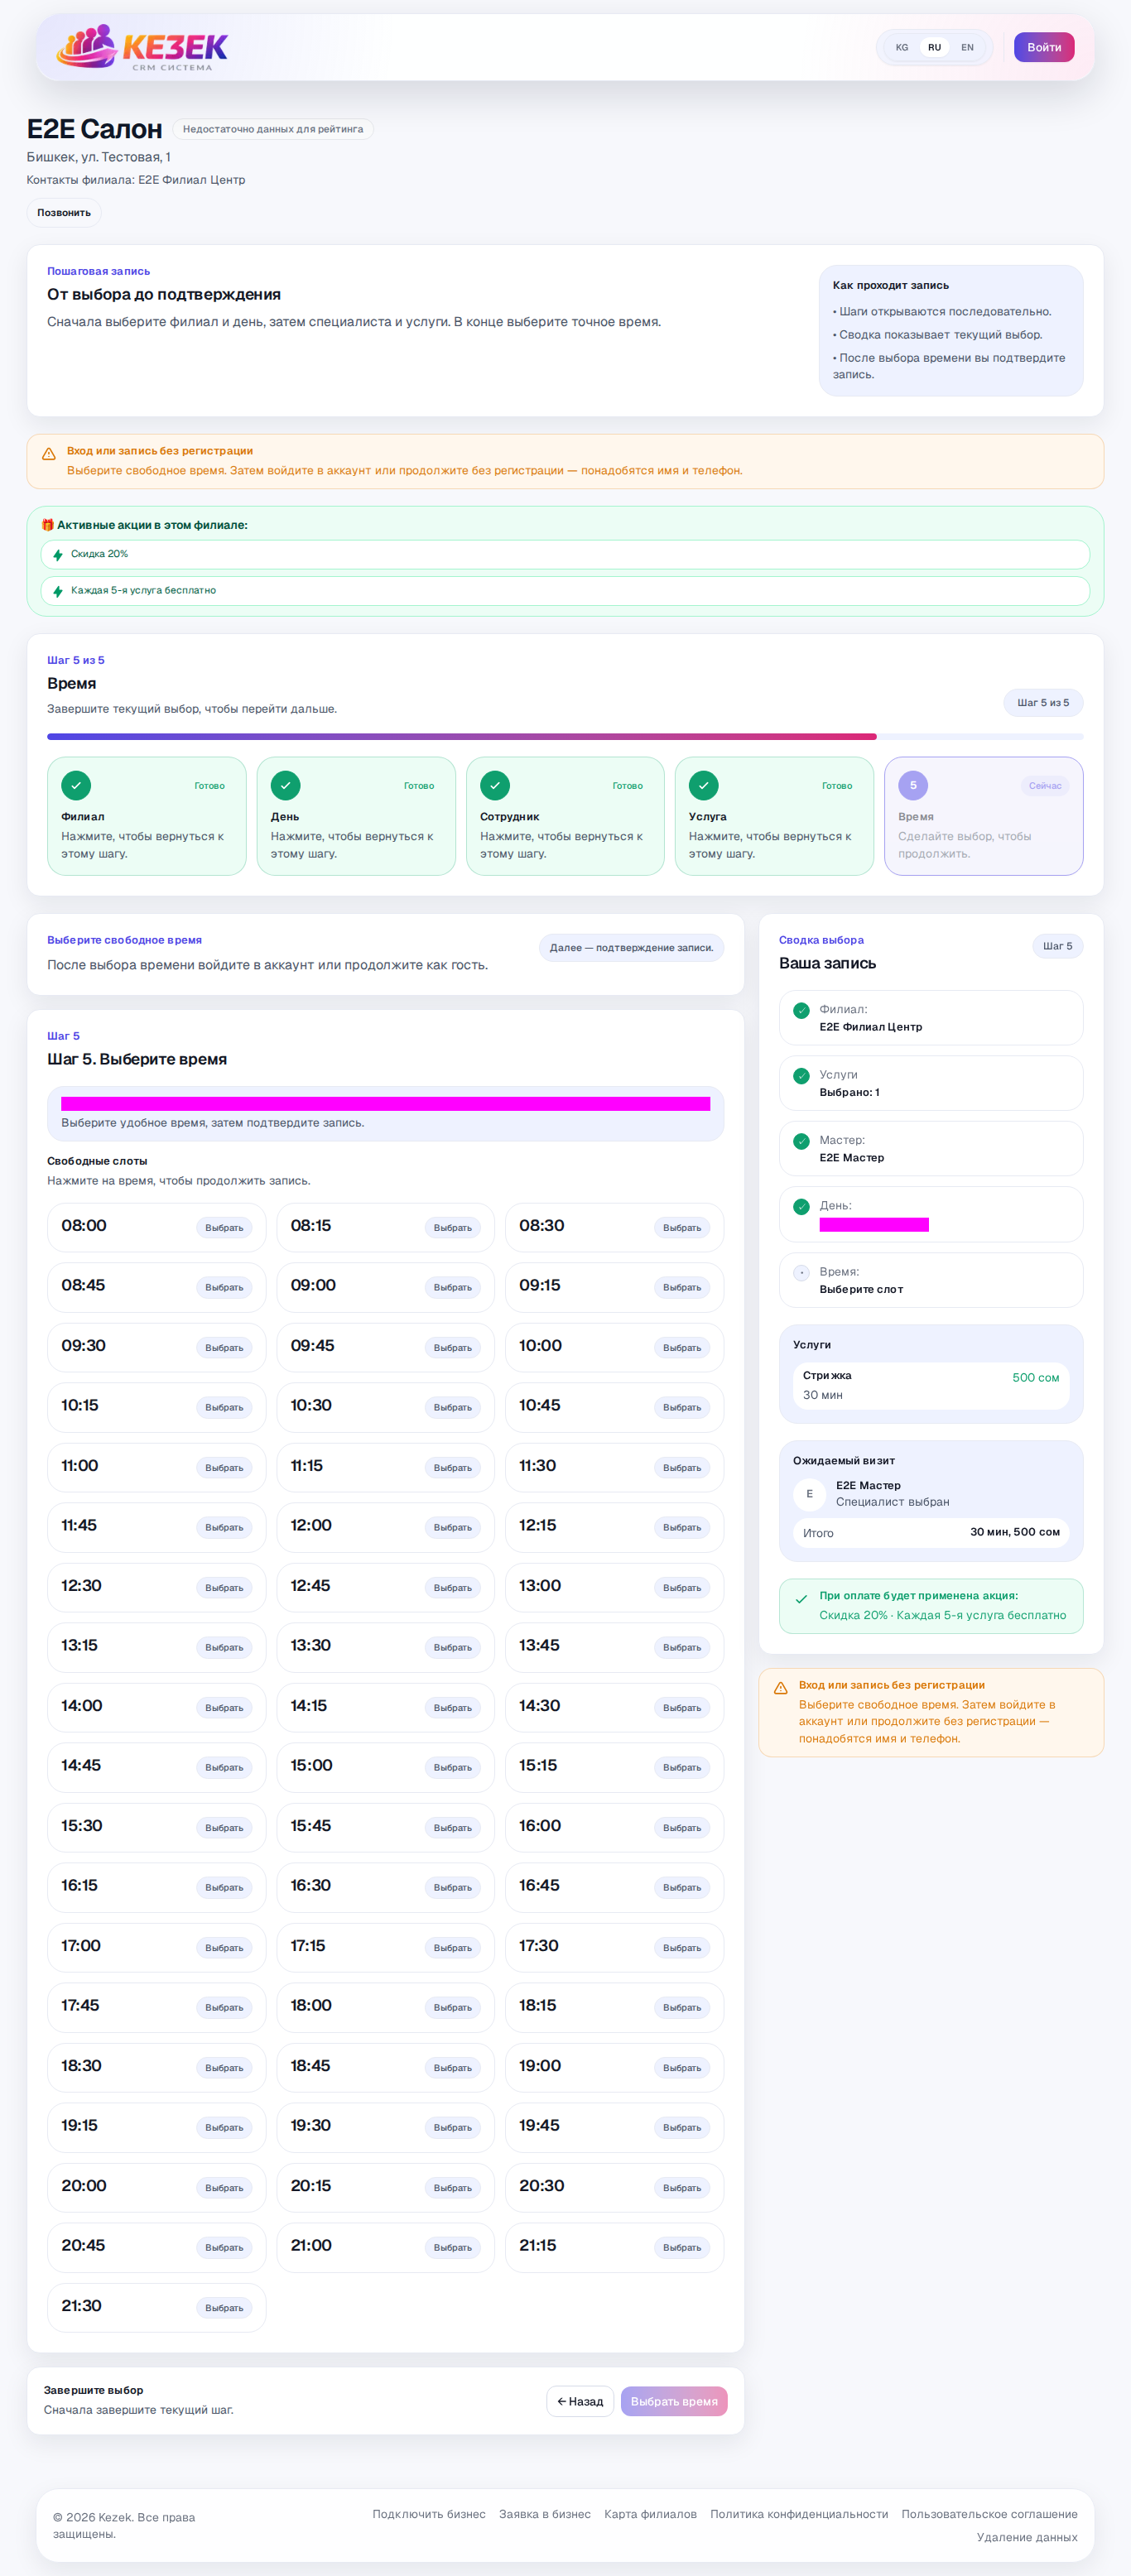 КЕЗЕК
CRM СИСТЕМА
KG RU EN Войти
E2E Салон Недостаточно данных для рейтинга
Бишкек, ул. Тестовая, 1
Контакты филиала: E2E Филиал Центр
Позвонить
Пошаговая запись
От выбора до подтверждения
Сначала выберите филиал и день, затем специалиста и услуги. В конце выберите точное время.
Как проходит запись
• Шаги открываются последовательно.
• Сводка показывает текущий выбор.
• После выбора времени вы подтвердите
запись.
Вход или запись без регистрации
Выберите свободное время. Затем войдите в аккаунт или продолжите без регистрации — понадобятся имя и телефон.
🎁 Активные акции в этом филиале:
Скидка 20%
Каждая 5-я услуга бесплатно
Шаг 5 из 5
Время
Завершите текущий выбор, чтобы перейти дальше.
Шаг 5 из 5
Готово
Филиал
Нажмите, чтобы вернуться к
этому шагу.
Готово
День
Нажмите, чтобы вернуться к
этому шагу.
Готово
Сотрудник
Нажмите, чтобы вернуться к
этому шагу.
Готово
Услуга
Нажмите, чтобы вернуться к
этому шагу.
5 Сейчас
Время
Сделайте выбор, чтобы
продолжить.
Выберите свободное время
После выбора времени войдите в аккаунт или продолжите как гость.
Далее — подтверждение записи.
Шаг 5
Шаг 5. Выберите время
Выберите удобное время, затем подтвердите запись.
Свободные слоты
Нажмите на время, чтобы продолжить запись.
08:00 Выбрать 08:15 Выбрать 08:30 Выбрать
08:45 Выбрать 09:00 Выбрать 09:15 Выбрать
09:30 Выбрать 09:45 Выбрать 10:00 Выбрать
10:15 Выбрать 10:30 Выбрать 10:45 Выбрать
11:00 Выбрать 11:15 Выбрать 11:30 Выбрать
11:45 Выбрать 12:00 Выбрать 12:15 Выбрать
12:30 Выбрать 12:45 Выбрать 13:00 Выбрать
13:15 Выбрать 13:30 Выбрать 13:45 Выбрать
14:00 Выбрать 14:15 Выбрать 14:30 Выбрать
14:45 Выбрать 15:00 Выбрать 15:15 Выбрать
15:30 Выбрать 15:45 Выбрать 16:00 Выбрать
16:15 Выбрать 16:30 Выбрать 16:45 Выбрать
17:00 Выбрать 17:15 Выбрать 17:30 Выбрать
17:45 Выбрать 18:00 Выбрать 18:15 Выбрать
18:30 Выбрать 18:45 Выбрать 19:00 Выбрать
19:15 Выбрать 19:30 Выбрать 19:45 Выбрать
20:00 Выбрать 20:15 Выбрать 20:30 Выбрать
20:45 Выбрать 21:00 Выбрать 21:15 Выбрать
21:30 Выбрать
Завершите выбор
Сначала завершите текущий шаг.
← Назад Выбрать время
Сводка выбора
Ваша запись
Шаг 5
Филиал:
E2E Филиал Центр
Услуги
Выбрано: 1
Мастер:
E2E Мастер
День:
Время:
Выберите слот
Услуги
Стрижка 500 сом
30 мин
Ожидаемый визит
E
E2E Мастер
Специалист выбран
Итого 30 мин, 500 сом
При оплате будет применена акция:
Скидка 20% · Каждая 5-я услуга бесплатно
Вход или запись без регистрации
Выберите свободное время. Затем войдите в
аккаунт или продолжите без регистрации —
понадобятся имя и телефон.
© 2026 Kezek. Все права
защищены.
Подключить бизнес Заявка в бизнес Карта филиалов Политика конфиденциальности Пользовательское соглашение
Удаление данных